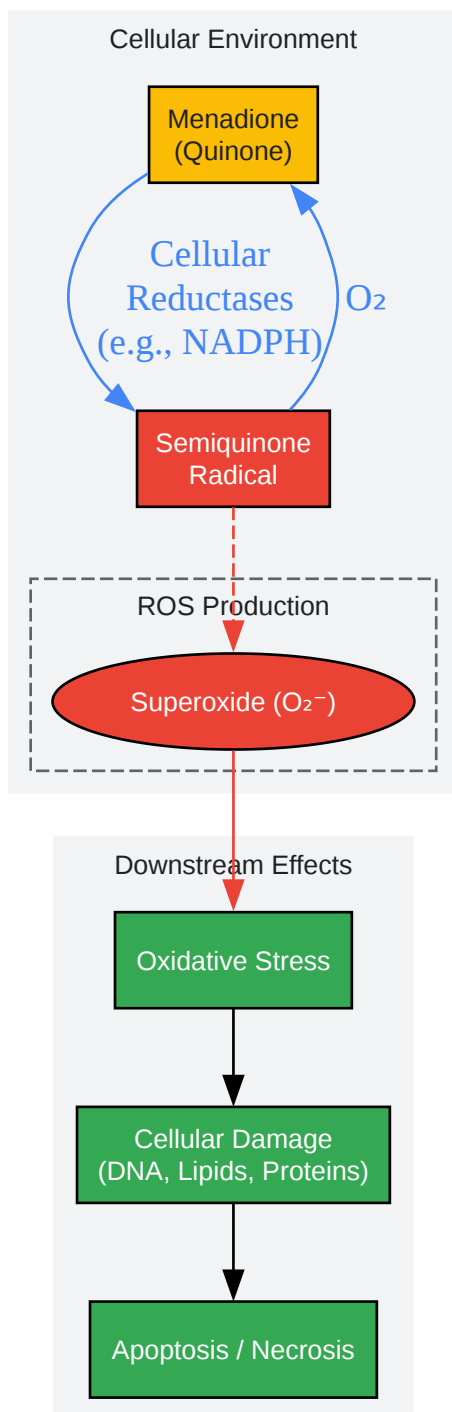 Cellular Environment
Menadione
(Quinone)
Cellular
Reductases
(e.g., NADPH)
O₂
Semiquinone
Radical
ROS Production
Superoxide (O₂⁻)
Downstream Effects
Oxidative Stress
Cellular Damage
(DNA, Lipids, Proteins)
Apoptosis / Necrosis